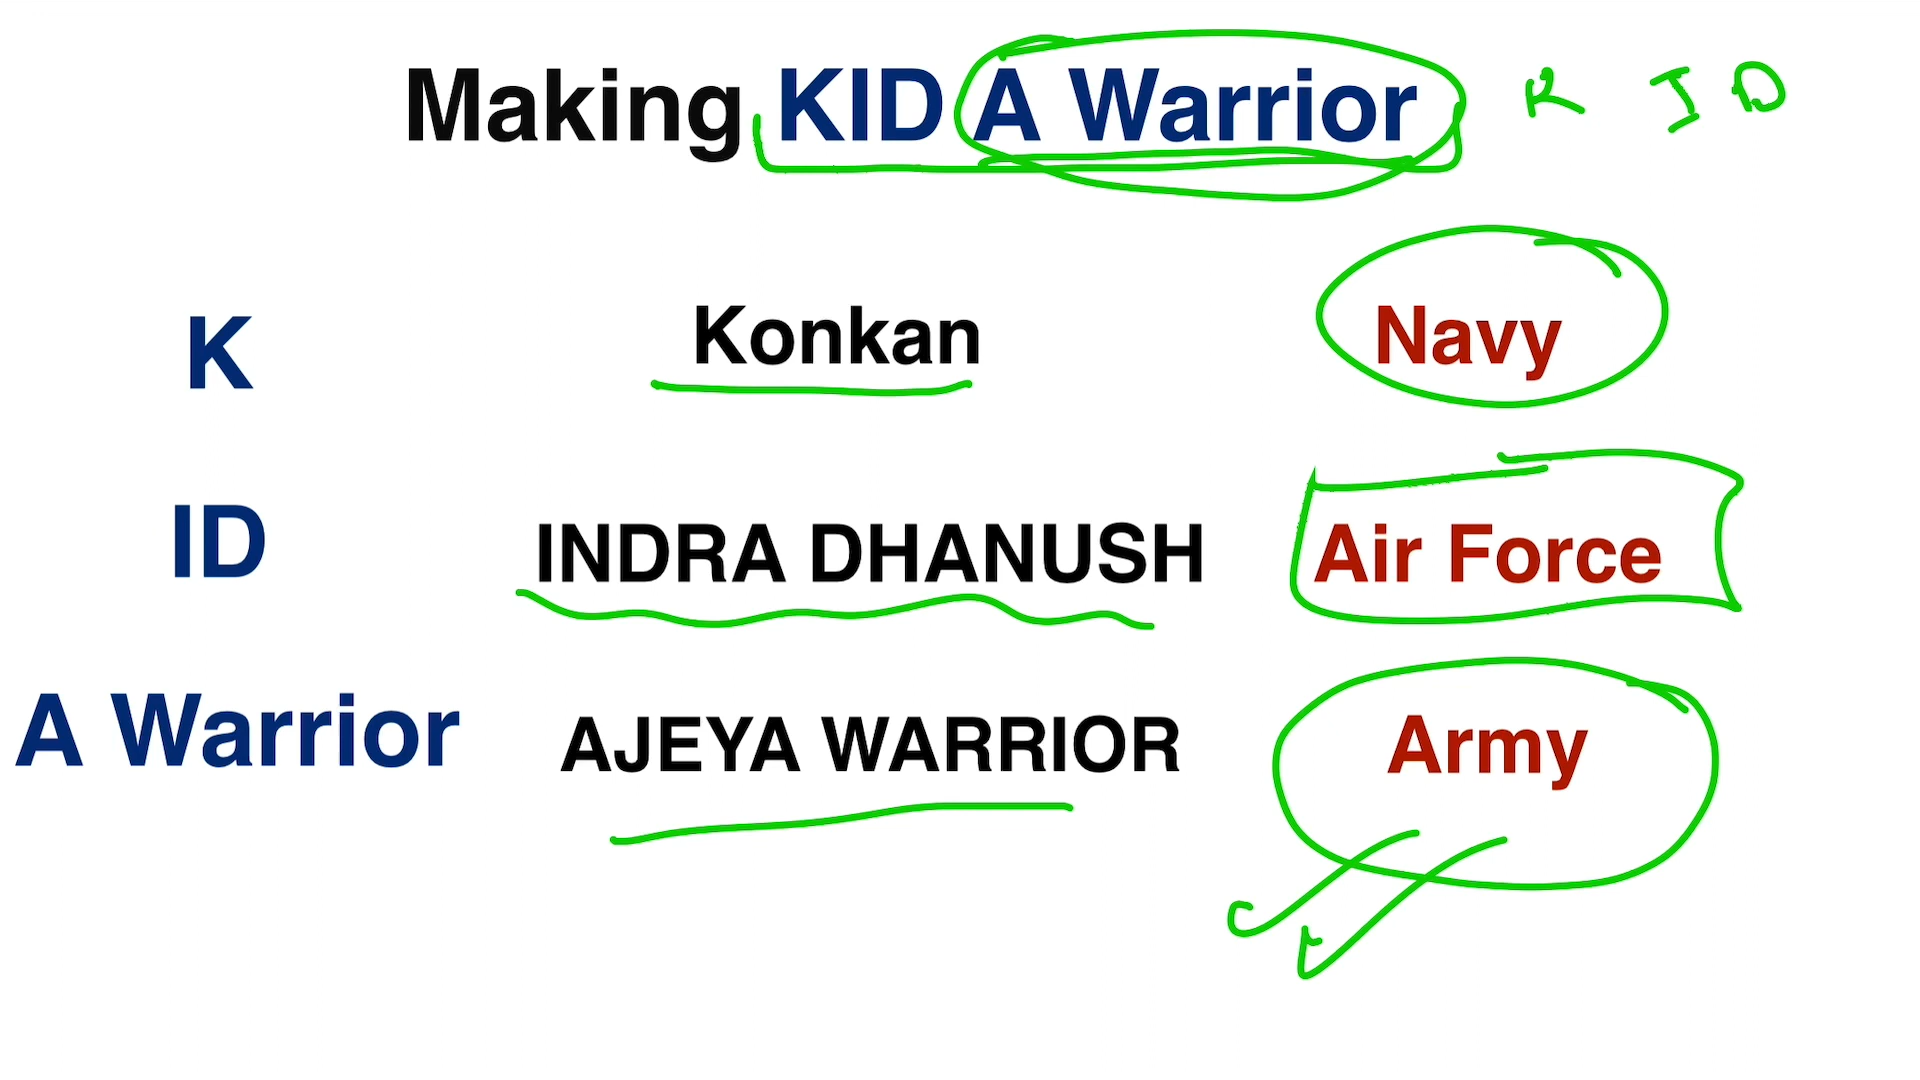 Making KID A Warrior K I D
K Konkan Navy
ID INDRA DHANUSH Air Force
A Warrior AJEYA WARRIOR Army